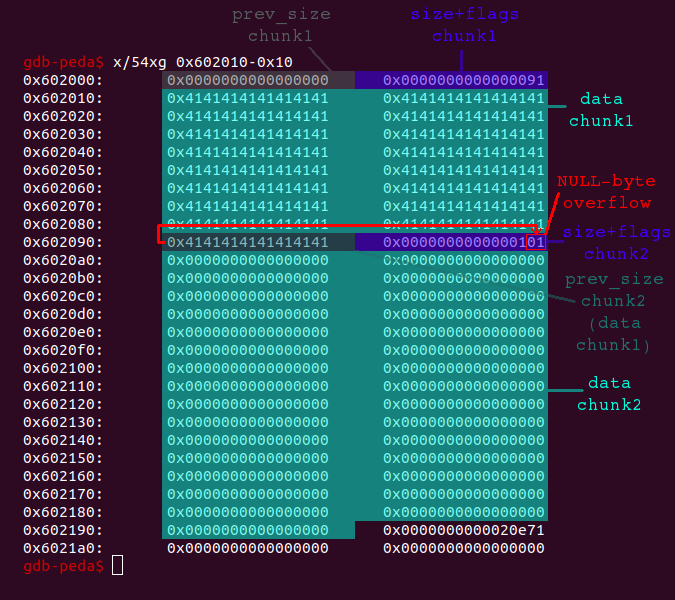 prev_size size+flags
chunk1 chunk1
gdb-peda$ x/54xg 0x602010-0x10
0x602000: 0x0000000000000000 0x0000000000000091
0x602010: 0x4141414141414141 0x4141414141414141 data
0x602020: 0x4141414141414141 0x4141414141414141 chunk1
0x602030: 0x4141414141414141 0x4141414141414141
0x602040: 0x4141414141414141 0x4141414141414141
0x602050: 0x4141414141414141 0x4141414141414141
0x602060: 0x4141414141414141 0x4141414141414141 NULL-byte
0x602070: 0x4141414141414141 0x4141414141414141 overflow
0x602080: 0x4141414141414141 0x4141414141414141
0x602090: 0x4141414141414141 0x0000000000000101 size+flags
0x6020a0: 0x0000000000000000 0x0000000000000000 chunk2
0x6020b0: 0x0000000000000000 0x0000000000000000 prev_size
0x6020c0: 0x0000000000000000 0x0000000000000000 chunk2
0x6020d0: 0x0000000000000000 0x0000000000000000 (data
0x6020e0: 0x0000000000000000 0x0000000000000000 chunk1)
0x6020f0: 0x0000000000000000 0x0000000000000000
0x602100: 0x0000000000000000 0x0000000000000000
0x602110: 0x0000000000000000 0x0000000000000000 data
0x602120: 0x0000000000000000 0x0000000000000000 chunk2
0x602130: 0x0000000000000000 0x0000000000000000
0x602140: 0x0000000000000000 0x0000000000000000
0x602150: 0x0000000000000000 0x0000000000000000
0x602160: 0x0000000000000000 0x0000000000000000
0x602170: 0x0000000000000000 0x0000000000000000
0x602180: 0x0000000000000000 0x0000000000000000
0x602190: 0x0000000000000000 0x0000000000020e71
0x6021a0: 0x0000000000000000 0x0000000000000000
gdb-peda$